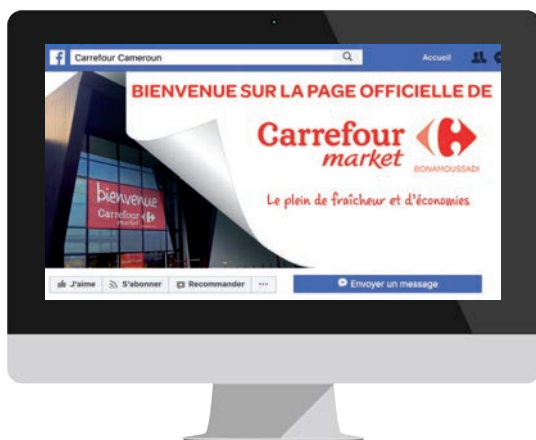 Carrefour Cameroun
Accueil
BIENVENUE SUR LA PAGE OFFICIELLE DE
Carrefour
market
BONAMOUSSADI
Le plein de fraîcheur et d'économies
bienvenue
Carrefour
market
J'aime
S'abonner
Recommander
...
Envoyer un message